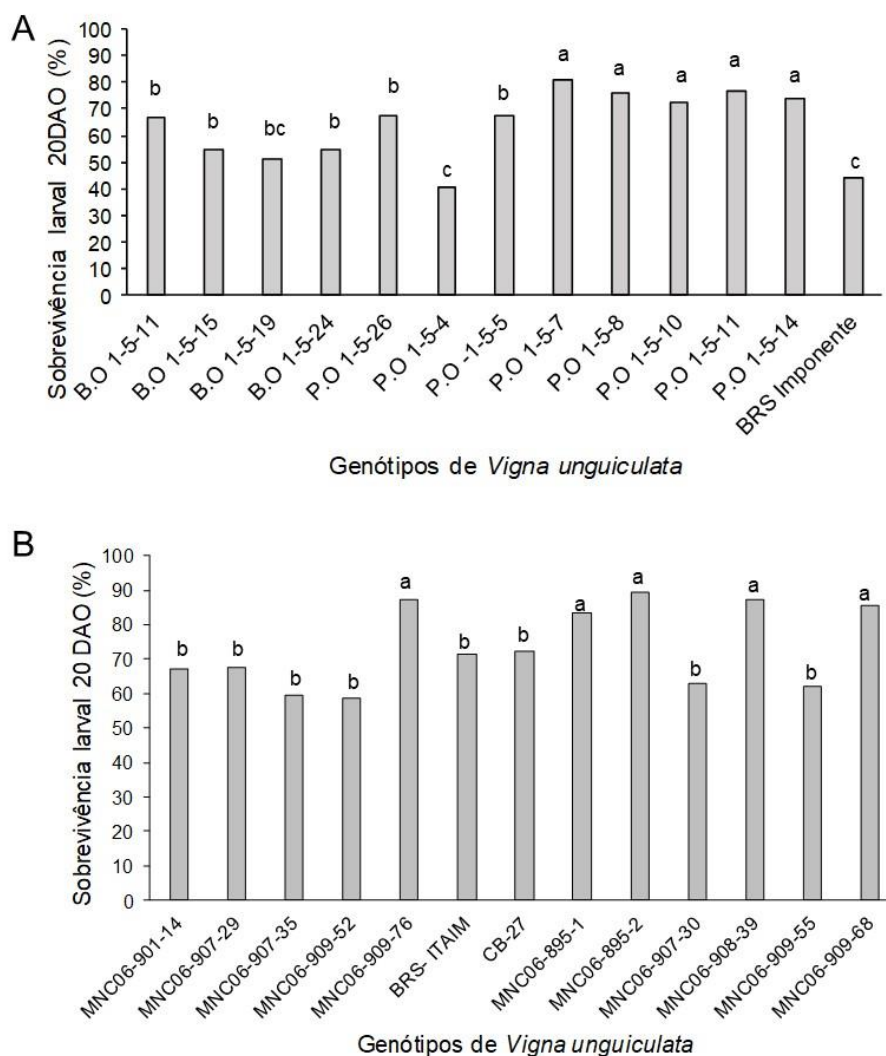 A
Sobrevivência larval 20DAO (%)
100
90
80
70
60
50
40
30
20
10
0
b
b
bc
b
b
c
b
a
a
a
a
a
c
B.O 1-5-11
B.O 1-5-15
B.O 1-5-19
B.O 1-5-24
P.O 1-5-26
P.O 1-5-4
P.O -1-5-5
P.O 1-5-7
P.O 1-5-8
P.O 1-5-10
P.O 1-5-11
P.O 1-5-14
BRS Imponente
Genótipos de Vigna unguiculata
B
Sobrevivência larval 20 DAO (%)
100
90
80
70
60
50
40
30
20
10
0
b
b
b
b
a
b
b
a
a
b
a
b
a
MNC06-901-14
MNC06-907-29
MNC06-907-35
MNC06-909-52
MNC06-909-76
BRS- ITAIM
CB-27
MNC06-895-1
MNC06-895-2
MNC06-907-30
MNC06-908-39
MNC06-909-55
MNC06-909-68
Genótipos de Vigna unguiculata